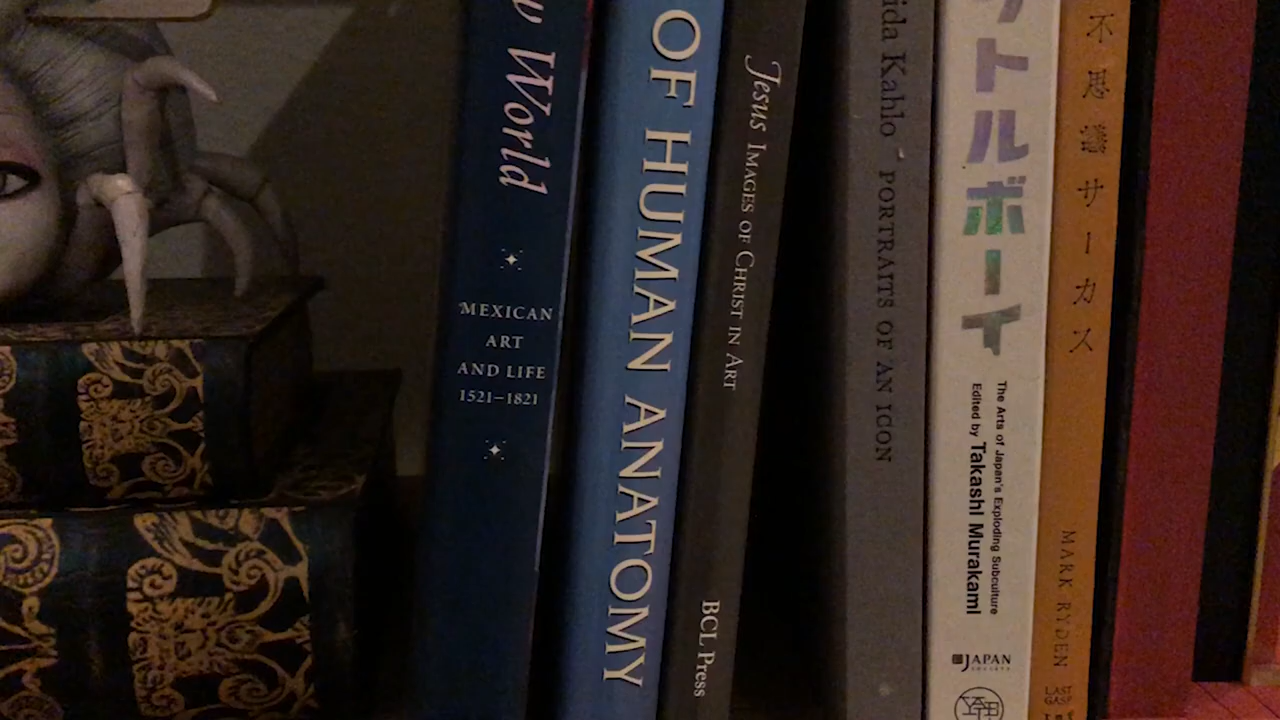 World
MEXICAN
ART
AND LIFE
1521–1821
OF HUMAN ANATOMY
Jesus IMAGES OF CHRIST IN ART
BCL Press
ida Kahlo PORTRAITS OF AN ICON
トルボーイ
The Arts of Japan's Exploding Subculture
Edited by Takashi Murakami
JAPAN
SOCIETY
不思議サーカス
MARK RYDEN
LAST
GASP